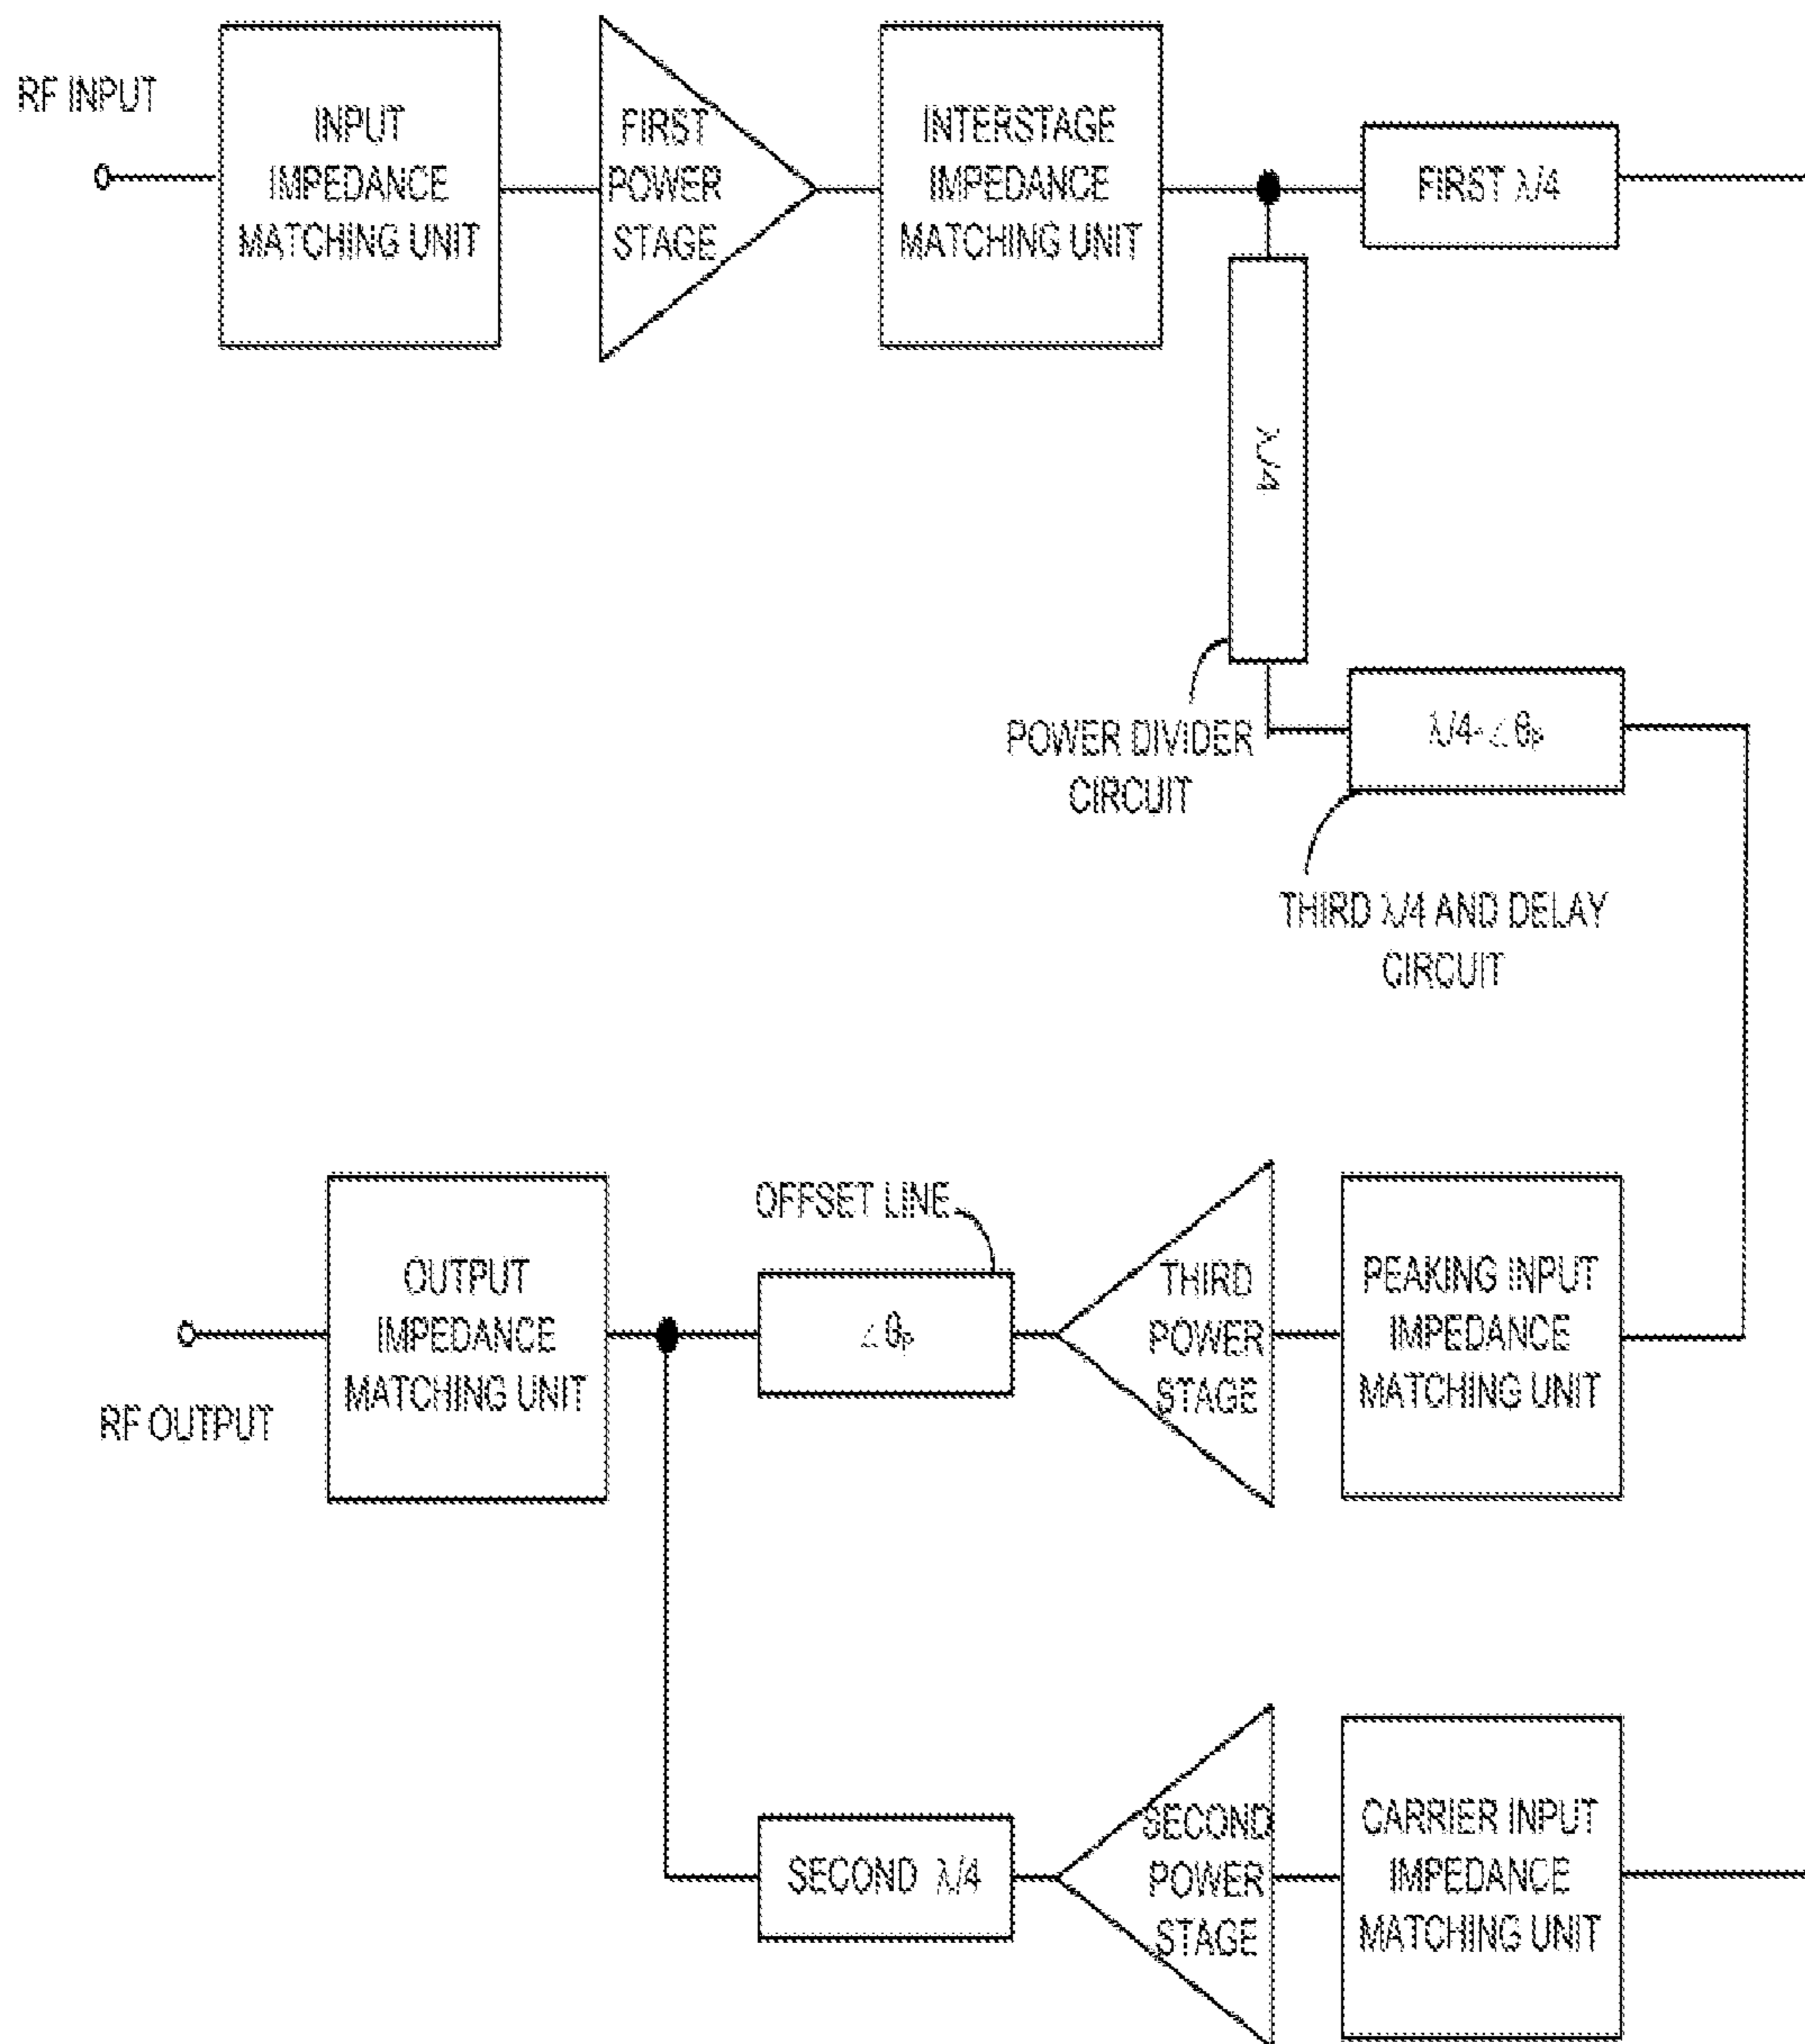 RF INPUT
INPUT
IMPEDANCE
MATCHING UNIT
FIRST
POWER
STAGE
INTERSTAGE
IMPEDANCE
MATCHING UNIT
FIRST λ/4
λ/4
POWER DIVIDER
CIRCUIT
λ/4-∠θp
THIRD λ/4 AND DELAY
CIRCUIT
OUTPUT
IMPEDANCE
MATCHING UNIT
RF OUTPUT
OFFSET LINE
∠θp
THIRD
POWER
STAGE
PEAKING INPUT
IMPEDANCE
MATCHING UNIT
SECOND λ/4
SECOND
POWER
STAGE
CARRIER INPUT
IMPEDANCE
MATCHING UNIT